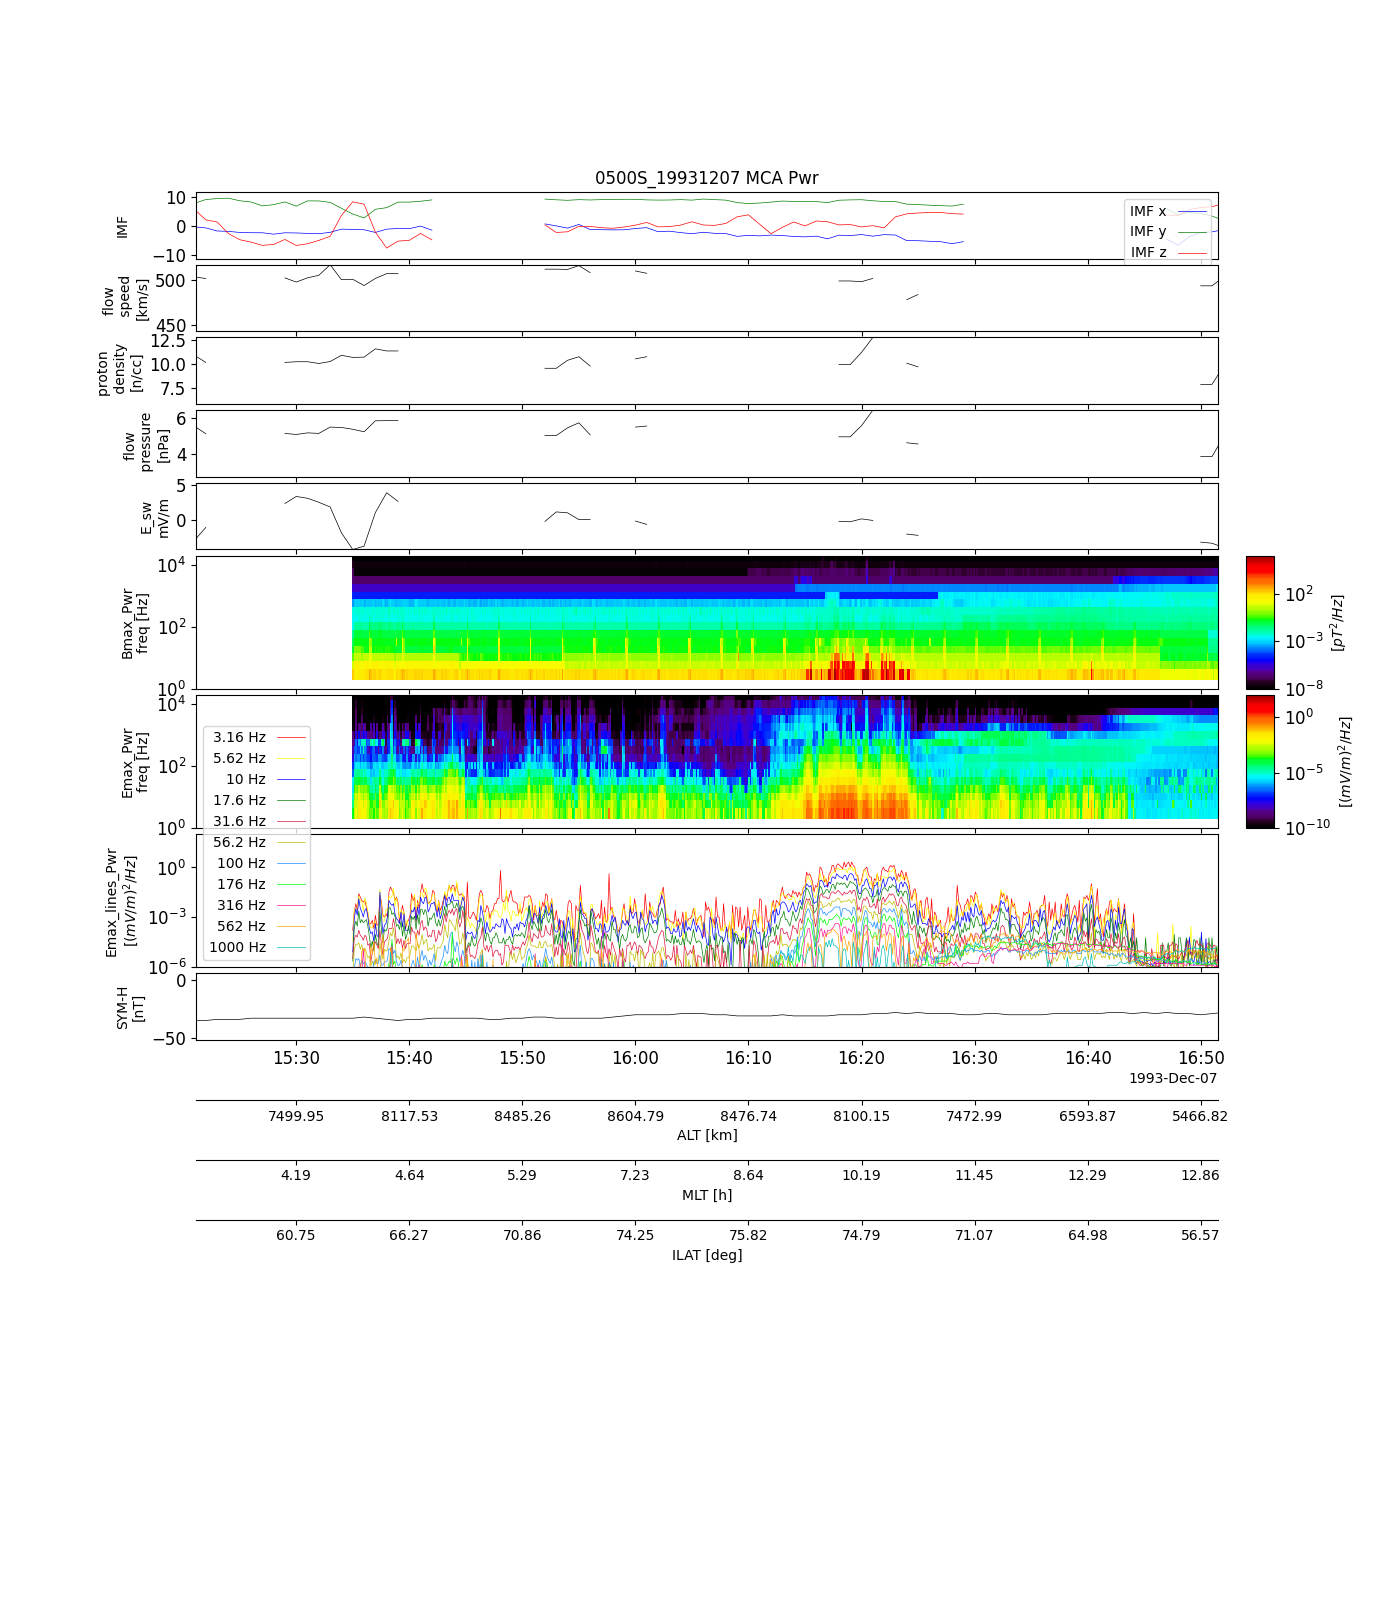 0500S_19931207 MCA Pwr
10
0
−10
IMF
IMF x
IMF y
IMF z
500
450
flow
speed
[km/s]
12.5
10.0
7.5
proton
density
[n/cc]
6
4
flow
pressure
[nPa]
5
0
E_sw
mV/m
10^4
10^2
10^0
Bmax_Pwr
freq [Hz]
10^2
10^−3
10^−8
[pT^2/Hz]
10^4
10^2
10^0
Emax_Pwr
freq [Hz]
10^0
10^−5
10^−10
[(mV/m)^2/Hz]
3.16 Hz
5.62 Hz
10 Hz
17.6 Hz
31.6 Hz
56.2 Hz
100 Hz
176 Hz
316 Hz
562 Hz
1000 Hz
10^0
10^−3
10^−6
Emax_lines_Pwr
[(mV/m)^2/Hz]
0
−50
SYM-H
[nT]
15:30 15:40 15:50 16:00 16:10 16:20 16:30 16:40 16:50
1993-Dec-07
7499.95 8117.53 8485.26 8604.79 8476.74 8100.15 7472.99 6593.87 5466.82
ALT [km]
4.19 4.64 5.29 7.23 8.64 10.19 11.45 12.29 12.86
MLT [h]
60.75 66.27 70.86 74.25 75.82 74.79 71.07 64.98 56.57
ILAT [deg]